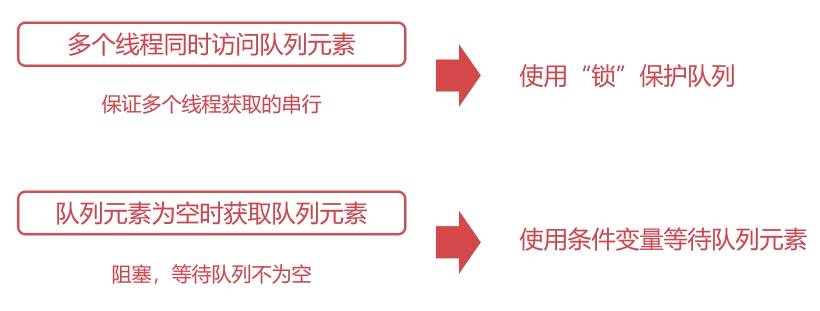 多个线程同时访问队列元素
保证多个线程获取的串行
使用“锁”保护队列
队列元素为空时获取队列元素
阻塞，等待队列不为空
使用条件变量等待队列元素